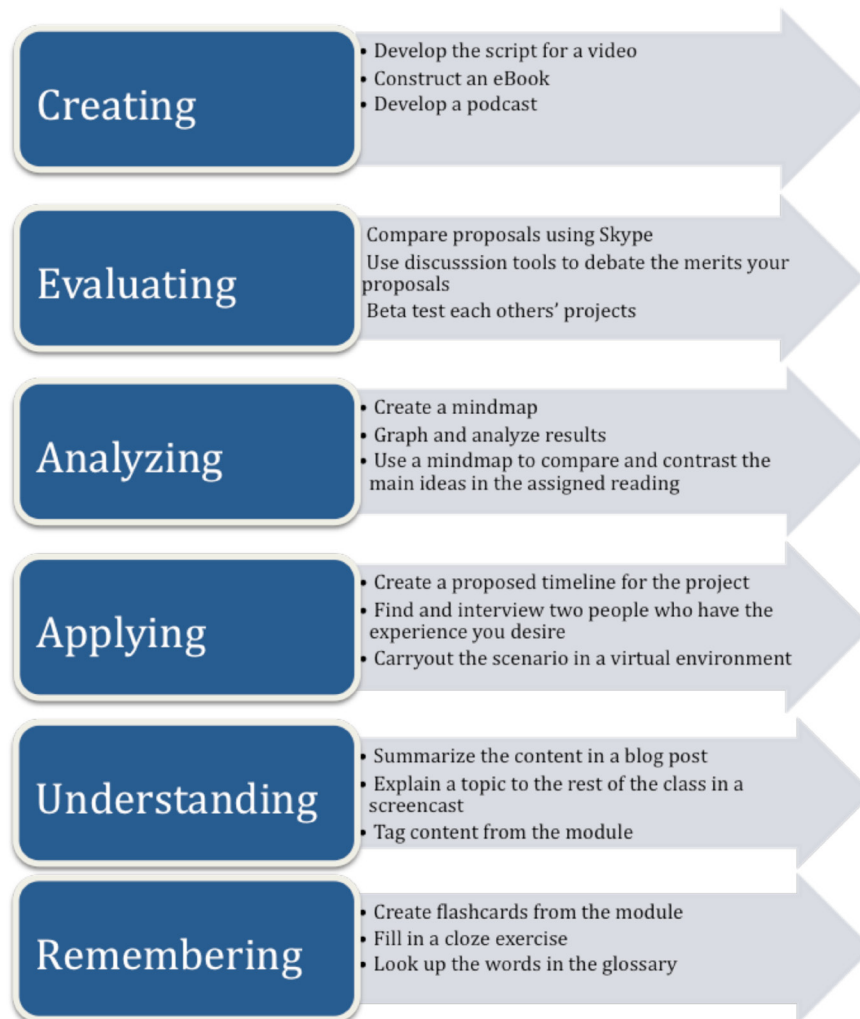 Creating
• Develop the script for a video
• Construct an eBook
• Develop a podcast
Evaluating
Compare proposals using Skype
Use discusssion tools to debate the merits your
proposals
Beta test each others’ projects
Analyzing
• Create a mindmap
• Graph and analyze results
• Use a mindmap to compare and contrast the
main ideas in the assigned reading
Applying
• Create a proposed timeline for the project
• Find and interview two people who have the
experience you desire
• Carryout the scenario in a virtual environment
Understanding
• Summarize the content in a blog post
• Explain a topic to the rest of the class in a
screencast
• Tag content from the module
Remembering
• Create flashcards from the module
• Fill in a cloze exercise
• Look up the words in the glossary